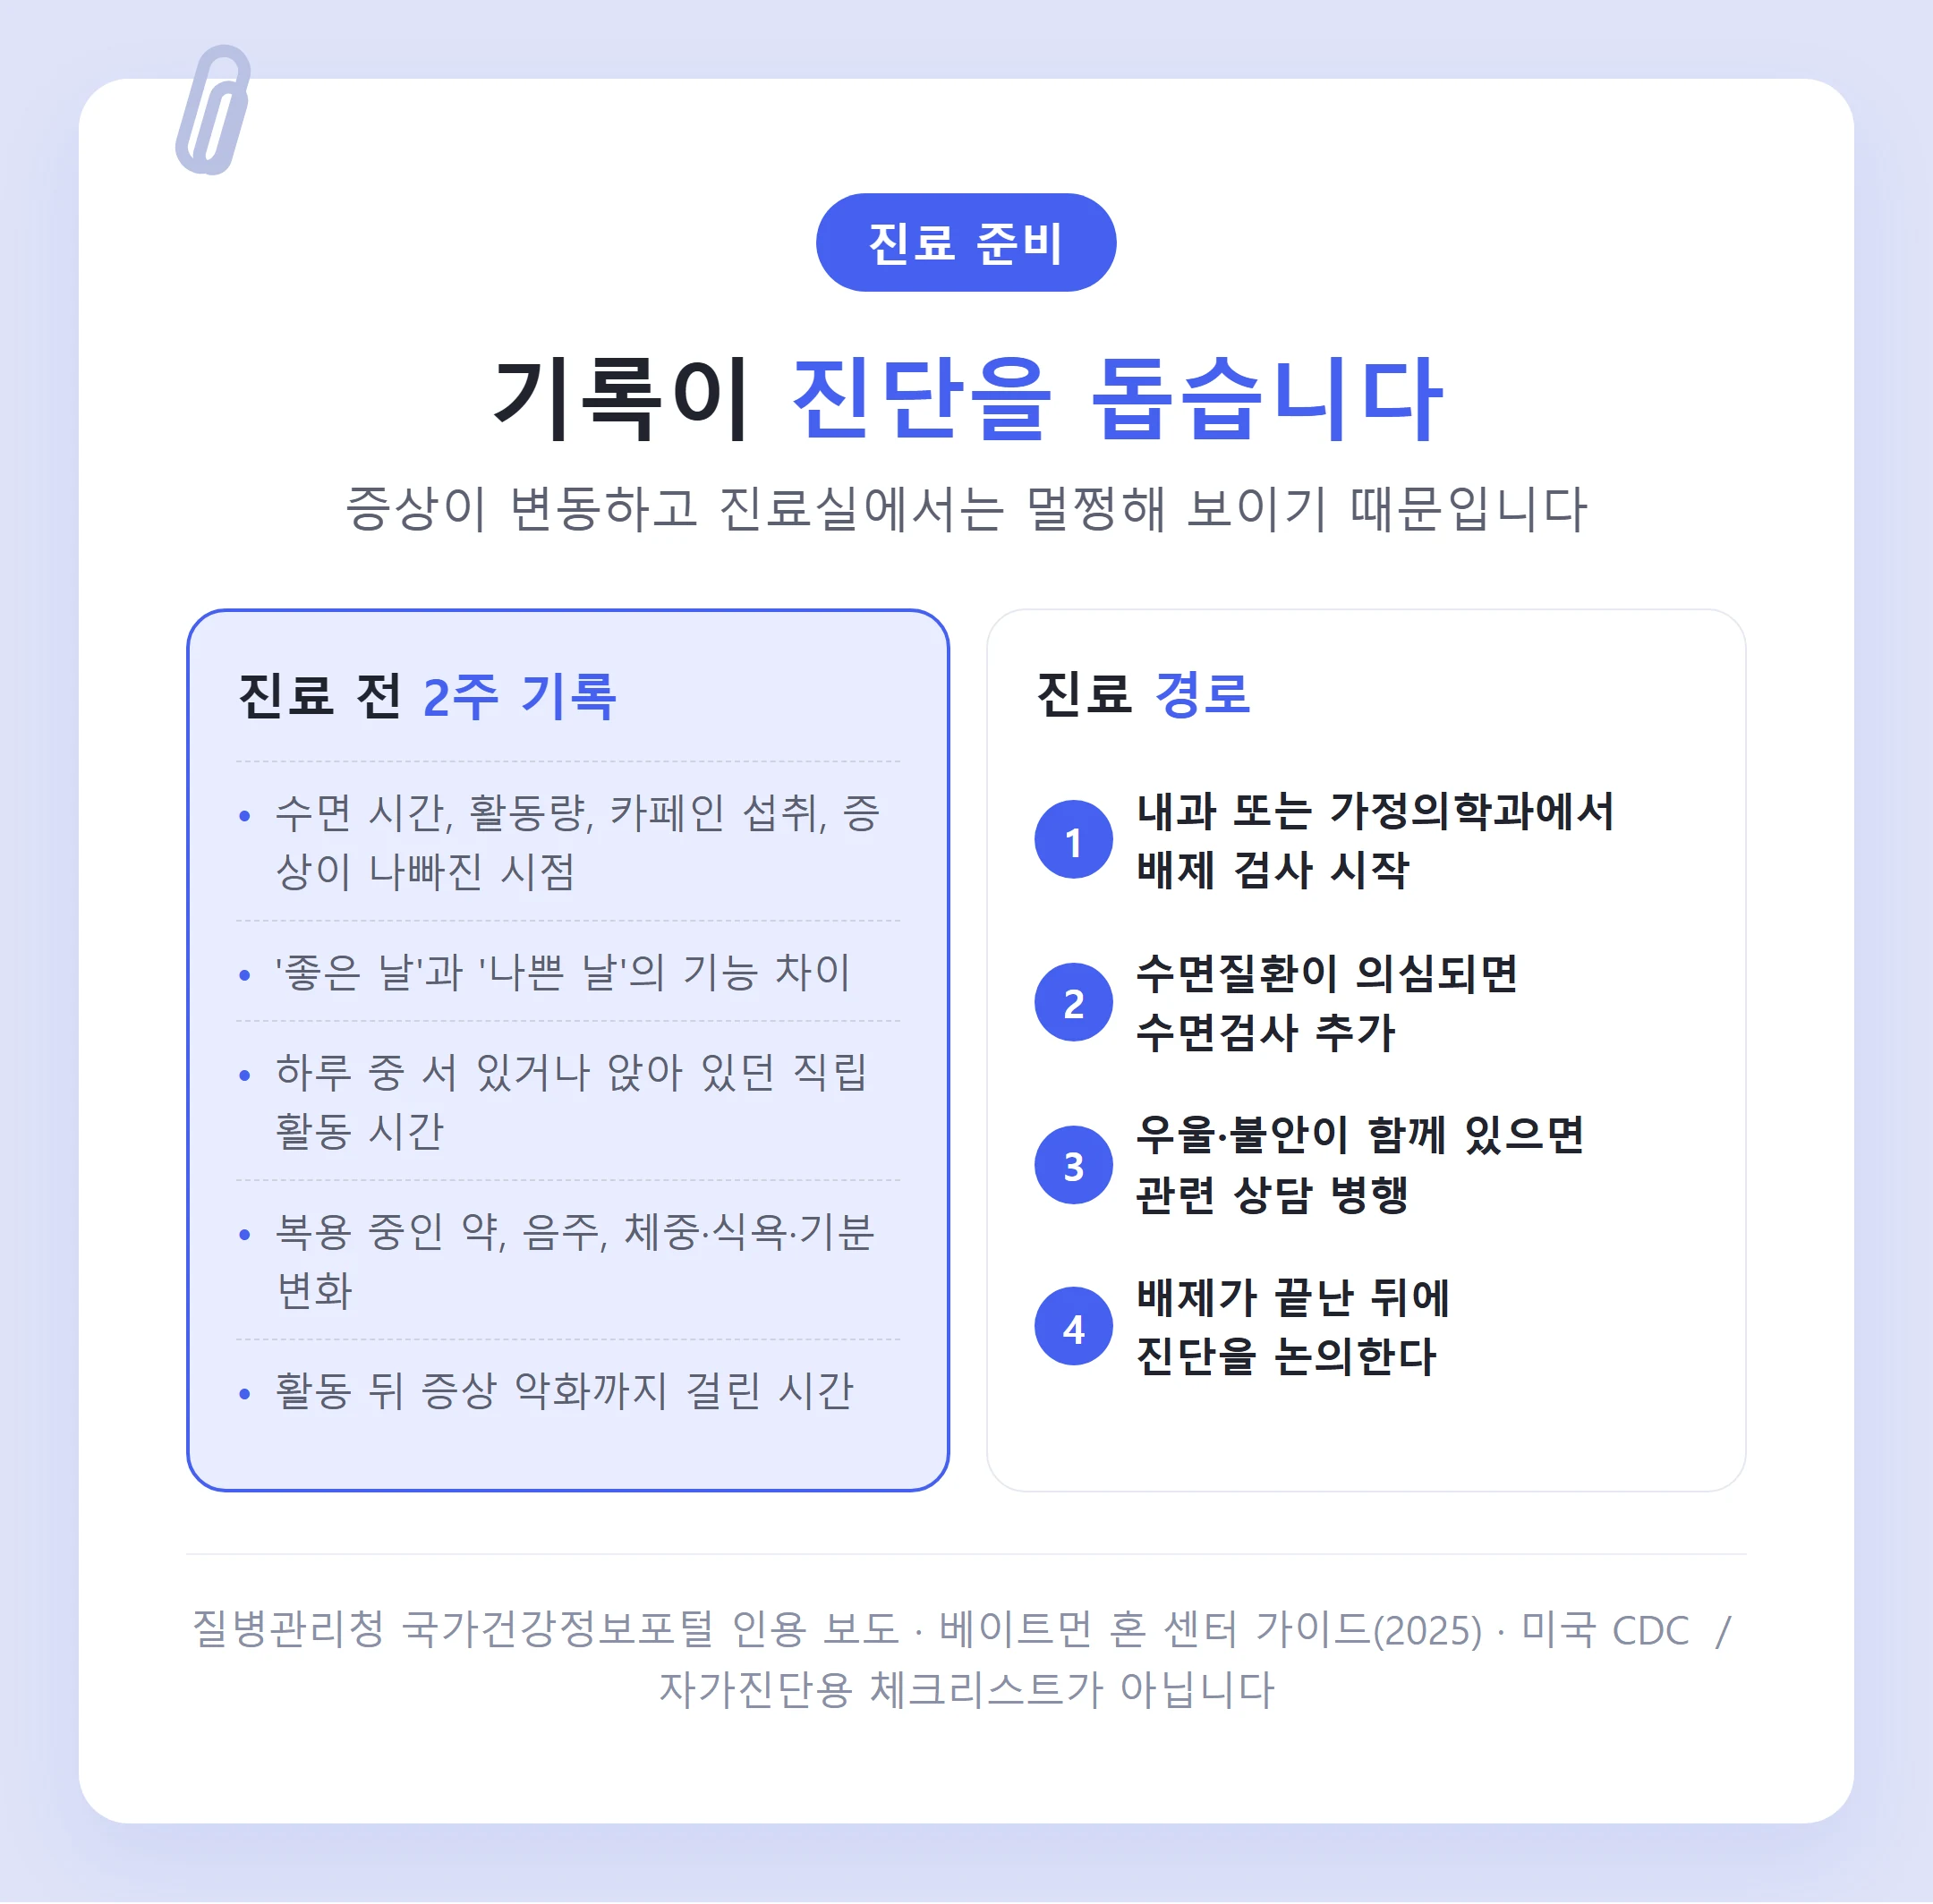 진료 준비
기록이 진단을 돕습니다
증상이 변동하고 진료실에서는 멀쩡해 보이기 때문입니다
진료 전 2주 기록
• 수면 시간, 활동량, 카페인 섭취, 증
상이 나빠진 시점
• '좋은 날'과 '나쁜 날'의 기능 차이
• 하루 중 서 있거나 앉아 있던 직립
활동 시간
• 복용 중인 약, 음주, 체중·식욕·기분
변화
• 활동 뒤 증상 악화까지 걸린 시간
진료 경로
1 내과 또는 가정의학과에서
배제 검사 시작
2 수면질환이 의심되면
수면검사 추가
3 우울·불안이 함께 있으면
관련 상담 병행
4 배제가 끝난 뒤에
진단을 논의한다
질병관리청 국가건강정보포털 인용 보도 · 베이트먼 혼 센터 가이드(2025) · 미국 CDC /
자가진단용 체크리스트가 아닙니다